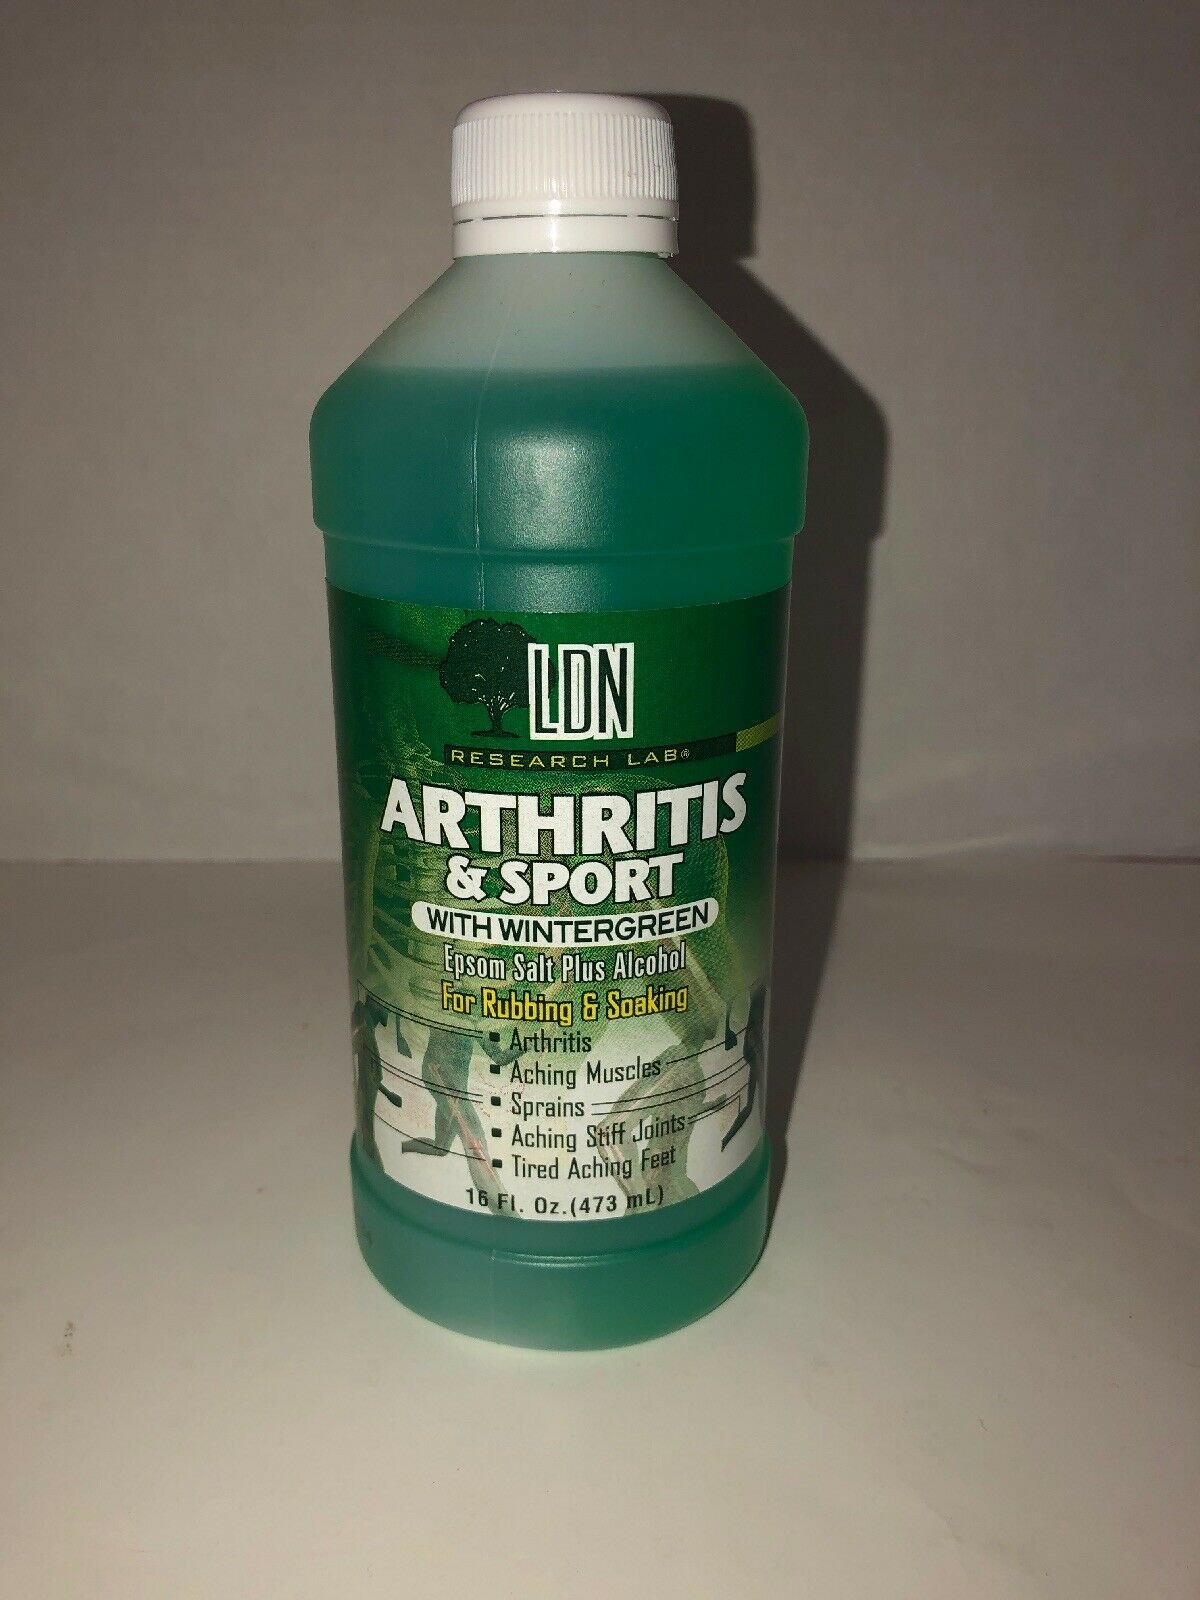 LDN
RESEARCH LAB®
ARTHRITIS
& SPORT
WITH WINTERGREEN
Epsom Salt Plus Alcohol
For Rubbing & Soaking
▪ Arthritis
▪ Aching Muscles
▪ Sprains
▪ Aching Stiff Joints
▪ Tired Aching Feet
16 Fl. Oz.(473 mL)